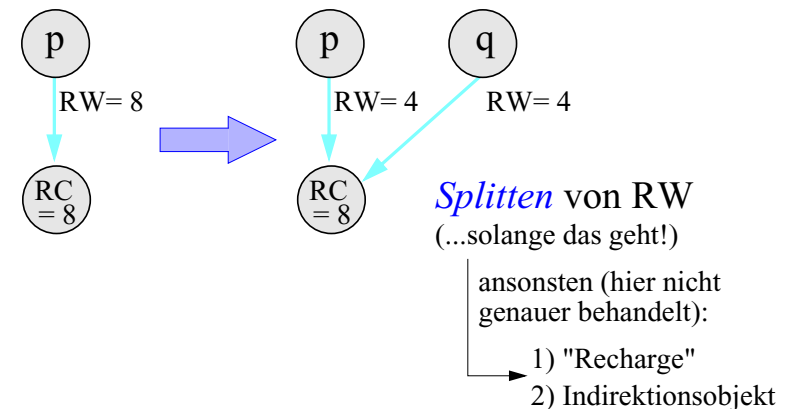 p
p
q
RW= 8
RW= 4
RW= 4
RC
= 8
RC
= 8
Splitten von RW
(...solange das geht!)
ansonsten (hier nicht
genauer behandelt):
1) "Recharge"
2) Indirektionsobjekt